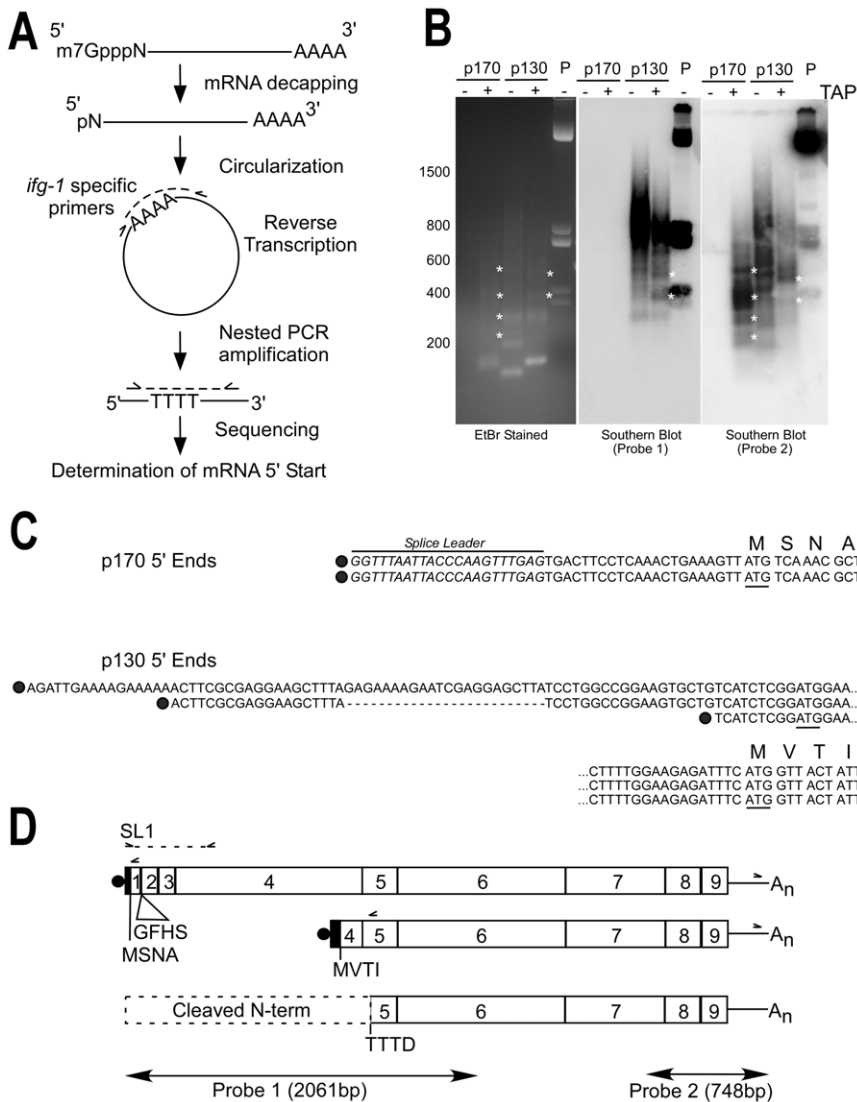 A
5'
3'
m7GpppN
AAAA
mRNA decapping
5'
pN
AAAA
3'
Circularization
ifg-1 specific
primers
AAAA
Reverse
Transcription
Nested PCR
amplification
5'
TTTT
3'
Sequencing
Determination of mRNA 5' Start
B
p170 p130 P p170 p130 P p170 p130 P
- + - + - + - + - + - + TAP
1500
800
600
400
200
* * * * * *
* * 
* * * * * *
EtBr Stained
Southern Blot
(Probe 1)
Southern Blot
(Probe 2)
C
Splice Leader
M S N A
p170 5' Ends
GGTTTAATTACCCAAGTTTGAGTGACTTCCTCAAACTGAAAGTT ATG TCA AAC GCT
GGTTTAATTACCCAAGTTTGAGTGACTTCCTCAAACTGAAAGTT ATG TCA AAC GCT
p130 5' Ends
AGATTGAAAAGAAAAAACTTCGCGAGGAAGCTTTAGAGAAAAGAATCGAGGAGCTTATCCTGGCCGGAAGTGCTGTCATCTCGGATGGAA...
ACTTCGCGAGGAAGCTTTA--------------------TCCTGGCCGGAAGTGCTGTCATCTCGGATGGAA...
TCATCTCGGATGGAA...
M V T I
...CTTTTGGAAGAGATTTC ATG GTT ACT ATT
...CTTTTGGAAGAGATTTC ATG GTT ACT ATT
...CTTTTGGAAGAGATTTC ATG GTT ACT ATT
D
SL1
1 2 3 4 5 6 7 8 9 An
GFHS
MSNA
4 5 6 7 8 9 An
MVTI
Cleaved N-term 5 6 7 8 9 An
TTTD
Probe 1 (2061bp)
Probe 2 (748bp)